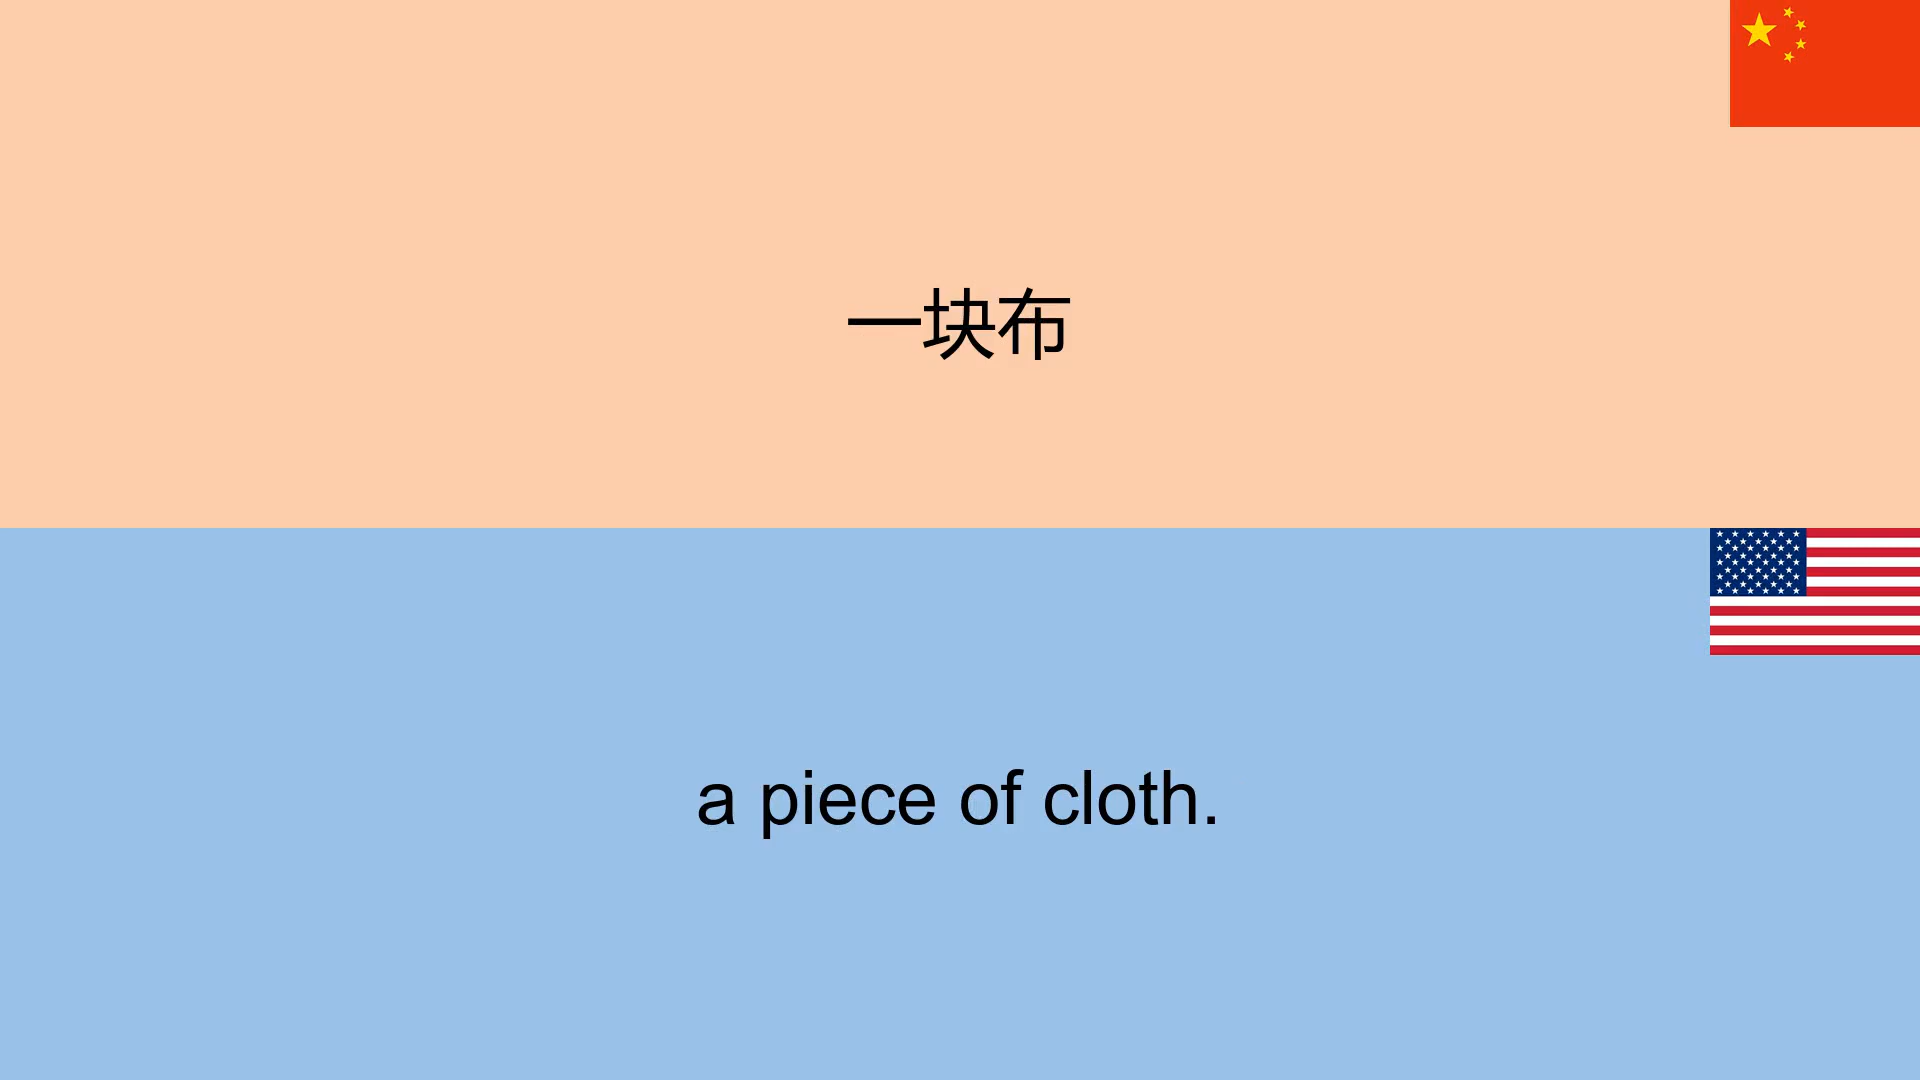 一块布
a piece of cloth.